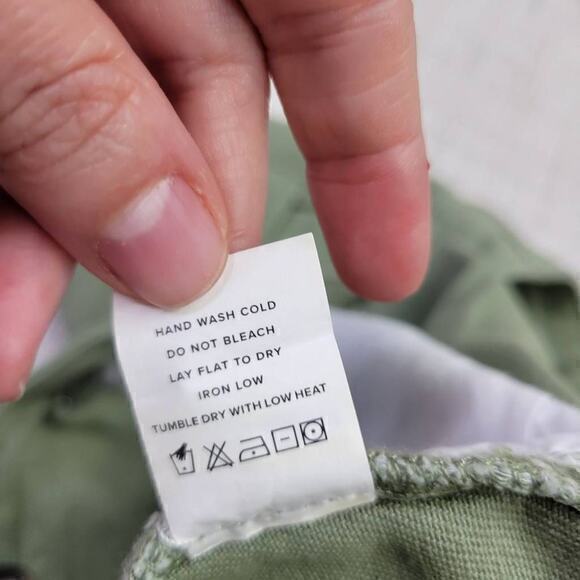 HAND WASH COLD
DO NOT BLEACH
LAY FLAT TO DRY
IRON LOW
TUMBLE DRY WITH LOW HEAT